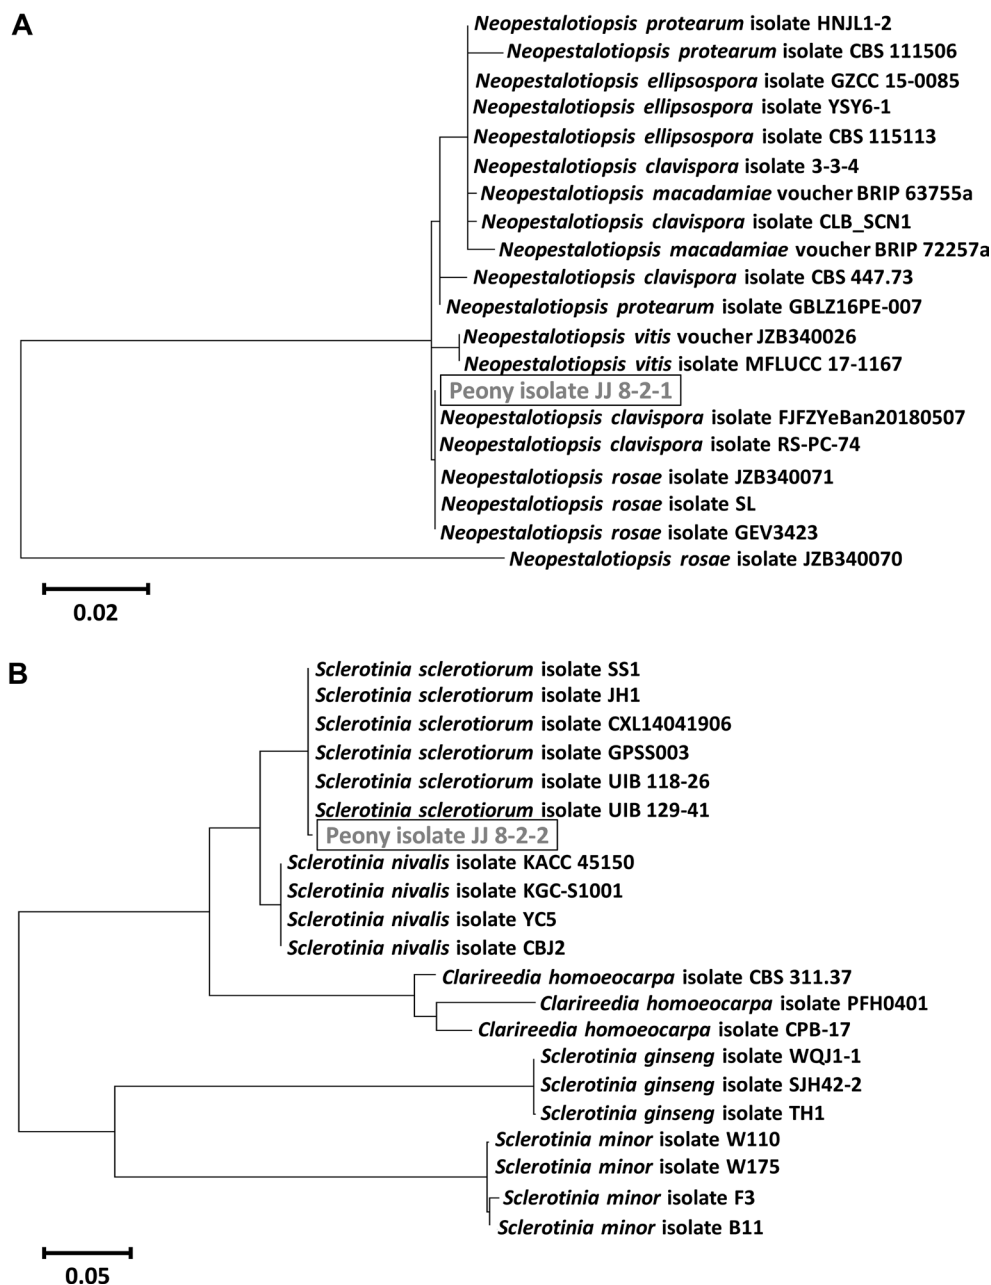 A
Neopestalotiopsis protearum isolate HNJL1-2
Neopestalotiopsis protearum isolate CBS 111506
Neopestalotiopsis ellipsospora isolate GZCC 15-0085
Neopestalotiopsis ellipsospora isolate YSY6-1
Neopestalotiopsis ellipsospora isolate CBS 115113
Neopestalotiopsis clavispora isolate 3-3-4
Neopestalotiopsis macadamiae voucher BRIP 63755a
Neopestalotiopsis clavispora isolate CLB_SCN1
Neopestalotiopsis macadamiae voucher BRIP 72257a
Neopestalotiopsis clavispora isolate CBS 447.73
Neopestalotiopsis protearum isolate GBLZ16PE-007
Neopestalotiopsis vitis voucher JZB340026
Neopestalotiopsis vitis isolate MFLUCC 17-1167
Peony isolate JJ 8-2-1
Neopestalotiopsis clavispora isolate FJFZYeBan20180507
Neopestalotiopsis clavispora isolate RS-PC-74
Neopestalotiopsis rosae isolate JZB340071
Neopestalotiopsis rosae isolate SL
Neopestalotiopsis rosae isolate GEV3423
Neopestalotiopsis rosae isolate JZB340070
0.02
B
Sclerotinia sclerotiorum isolate SS1
Sclerotinia sclerotiorum isolate JH1
Sclerotinia sclerotiorum isolate CXL14041906
Sclerotinia sclerotiorum isolate GPSS003
Sclerotinia sclerotiorum isolate UIB 118-26
Sclerotinia sclerotiorum isolate UIB 129-41
Peony isolate JJ 8-2-2
Sclerotinia nivalis isolate KACC 45150
Sclerotinia nivalis isolate KGC-S1001
Sclerotinia nivalis isolate YC5
Sclerotinia nivalis isolate CBJ2
Clarireedia homoeocarpa isolate CBS 311.37
Clarireedia homoeocarpa isolate PFH0401
Clarireedia homoeocarpa isolate CPB-17
Sclerotinia ginseng isolate WQJ1-1
Sclerotinia ginseng isolate SJH42-2
Sclerotinia ginseng isolate TH1
Sclerotinia minor isolate W110
Sclerotinia minor isolate W175
Sclerotinia minor isolate F3
Sclerotinia minor isolate B11
0.05